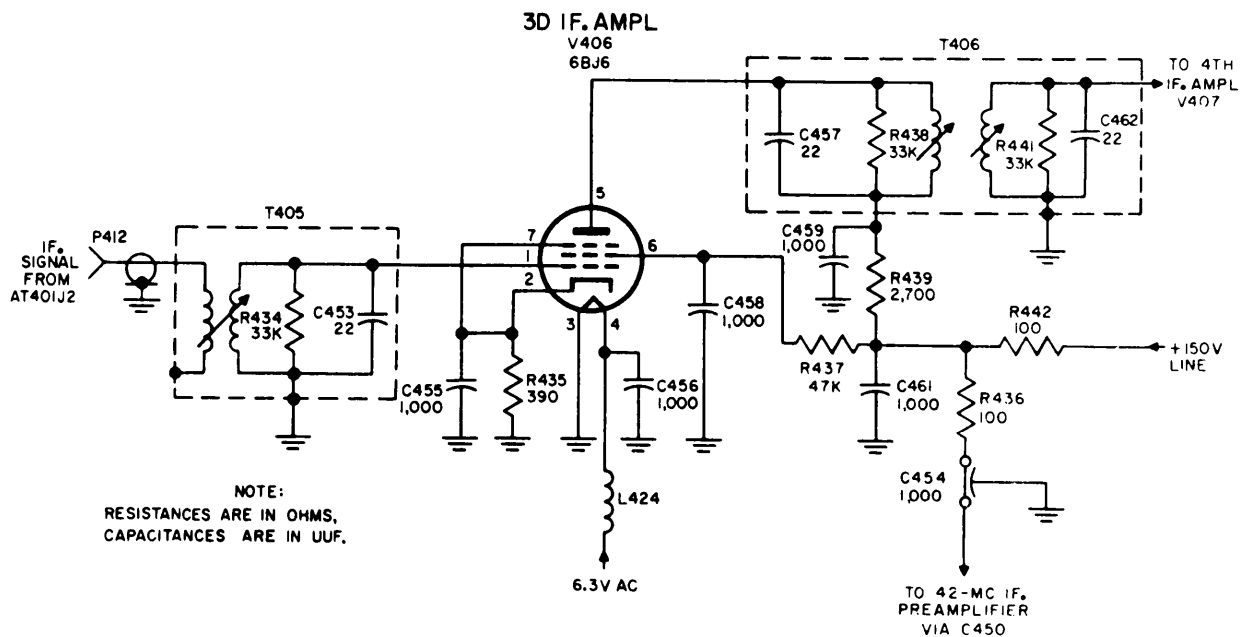 3D IF. AMPL
V406
6BJ6
T406
TO 4TH
IF. AMPL
V407
C457
22
R438
33K
R441
33K
C462
22
5
T405
P412
IF.
SIGNAL
FROM
AT401J2
7
1
2
6
3
4
C459
1,000
R439
2,700
R434
33K
C453
22
C458
1,000
R442
100
+150V
LINE
R437
47K
C461
1,000
R436
100
C455
1,000
R435
390
C456
1,000
C454
1,000
L424
NOTE:
RESISTANCES ARE IN OHMS,
CAPACITANCES ARE IN UUF.
6.3V AC
TO 42-MC IF.
PREAMPLIFIER
VIA C450